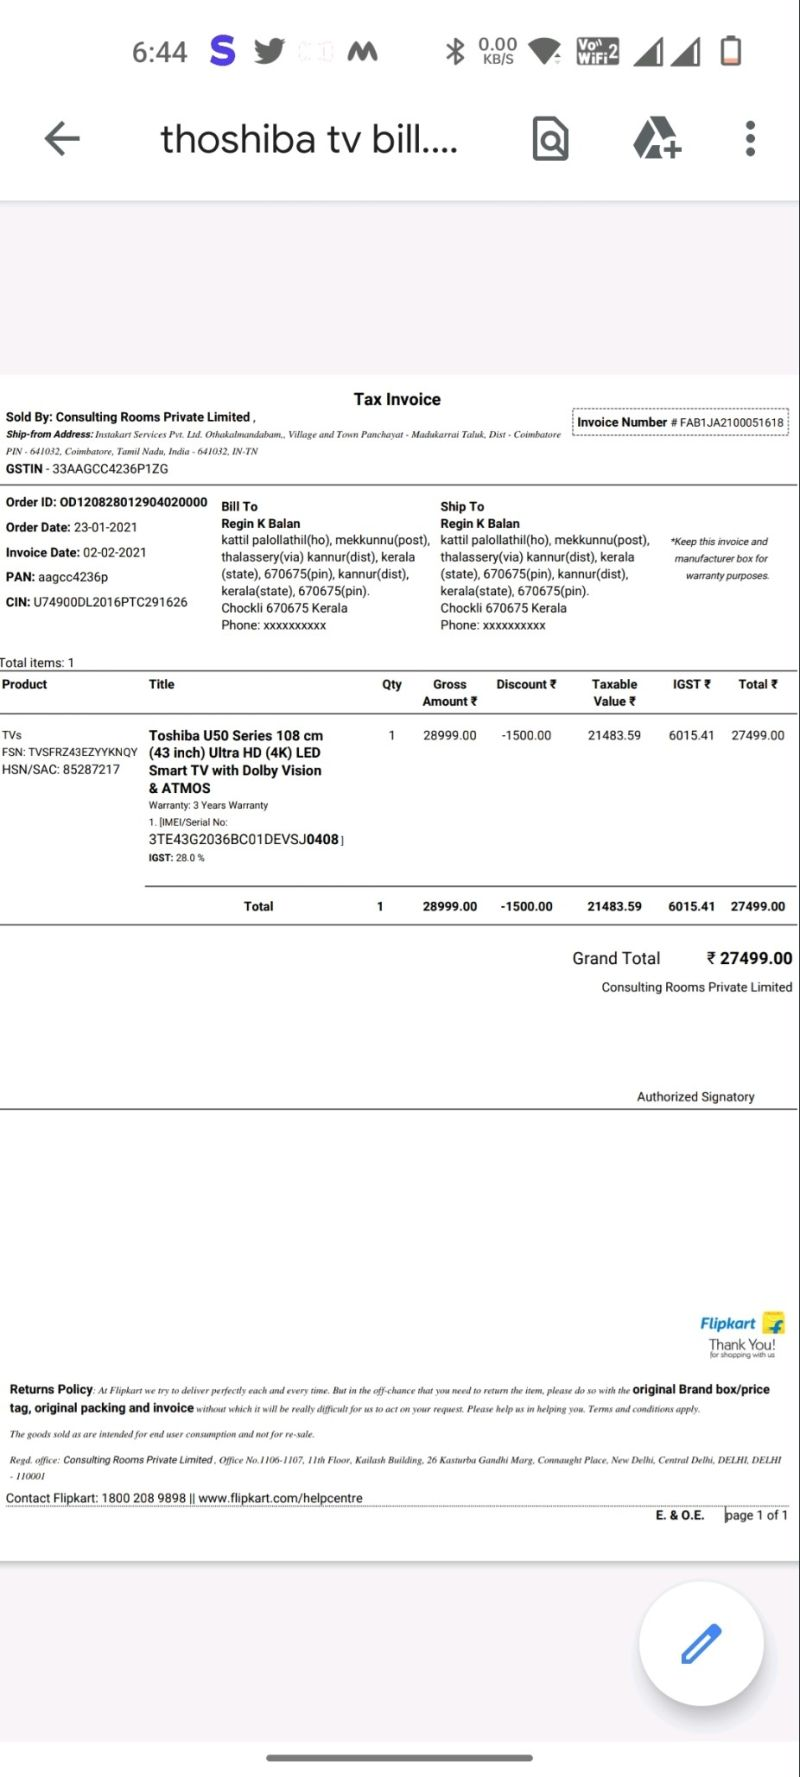 6:44 S 0.00 KB/S Vo WiFi 2
thoshiba tv bill....
Tax Invoice
Sold By: Consulting Rooms Private Limited ,
Invoice Number # FAB1JA2100051618
Ship-from Address: Instakart Services Pvt. Ltd. Othakalmandabam,, Village and Town Panchayat - Madukarrai Taluk, Dist - Coimbatore
PIN - 641032, Coimbatore, Tamil Nadu, India - 641032, IN-TN
GSTIN - 33AAGCC4236P1ZG
Order ID: OD120828012904020000
Order Date: 23-01-2021
Invoice Date: 02-02-2021
PAN: aagcc4236p
CIN: U74900DL2016PTC291626
Bill To
Regin K Balan
kattil palollathil(ho), mekkunnu(post),
thalassery(via) kannur(dist), kerala
(state), 670675(pin), kannur(dist),
kerala(state), 670675(pin).
Chockli 670675 Kerala
Phone: xxxxxxxxxx
Ship To
Regin K Balan
kattil palollathil(ho), mekkunnu(post),
thalassery(via) kannur(dist), kerala
(state), 670675(pin), kannur(dist),
kerala(state), 670675(pin).
Chockli 670675 Kerala
Phone: xxxxxxxxxx
*Keep this invoice and
manufacturer box for
warranty purposes.
Total items: 1
Product Title Qty Gross Amount ₹ Discount ₹ Taxable Value ₹ IGST ₹ Total ₹
TVs
FSN: TVSFRZ43EZYYKNQY
HSN/SAC: 85287217
Toshiba U50 Series 108 cm
(43 inch) Ultra HD (4K) LED
Smart TV with Dolby Vision
& ATMOS
Warranty: 3 Years Warranty
1. [IMEI/Serial No:
3TE43G2036BC01DEVSJ0408]
IGST: 28.0 %
1 28999.00 -1500.00 21483.59 6015.41 27499.00
Total 1 28999.00 -1500.00 21483.59 6015.41 27499.00
Grand Total ₹ 27499.00
Consulting Rooms Private Limited
Authorized Signatory
Flipkart
Thank You!
for shopping with us
Returns Policy: At Flipkart we try to deliver perfectly each and every time. But in the off-chance that you need to return the item, please do so with the original Brand box/price
tag, original packing and invoice without which it will be really difficult for us to act on your request. Please help us in helping you. Terms and conditions apply.
The goods sold as are intended for end user consumption and not for re-sale.
Regd. office: Consulting Rooms Private Limited , Office No.1106-1107, 11th Floor, Kailash Building, 26 Kasturba Gandhi Marg, Connaught Place, New Delhi, Central Delhi, DELHI, DELHI
- 110001
Contact Flipkart: 1800 208 9898 || www.flipkart.com/helpcentre
E. & O.E. page 1 of 1